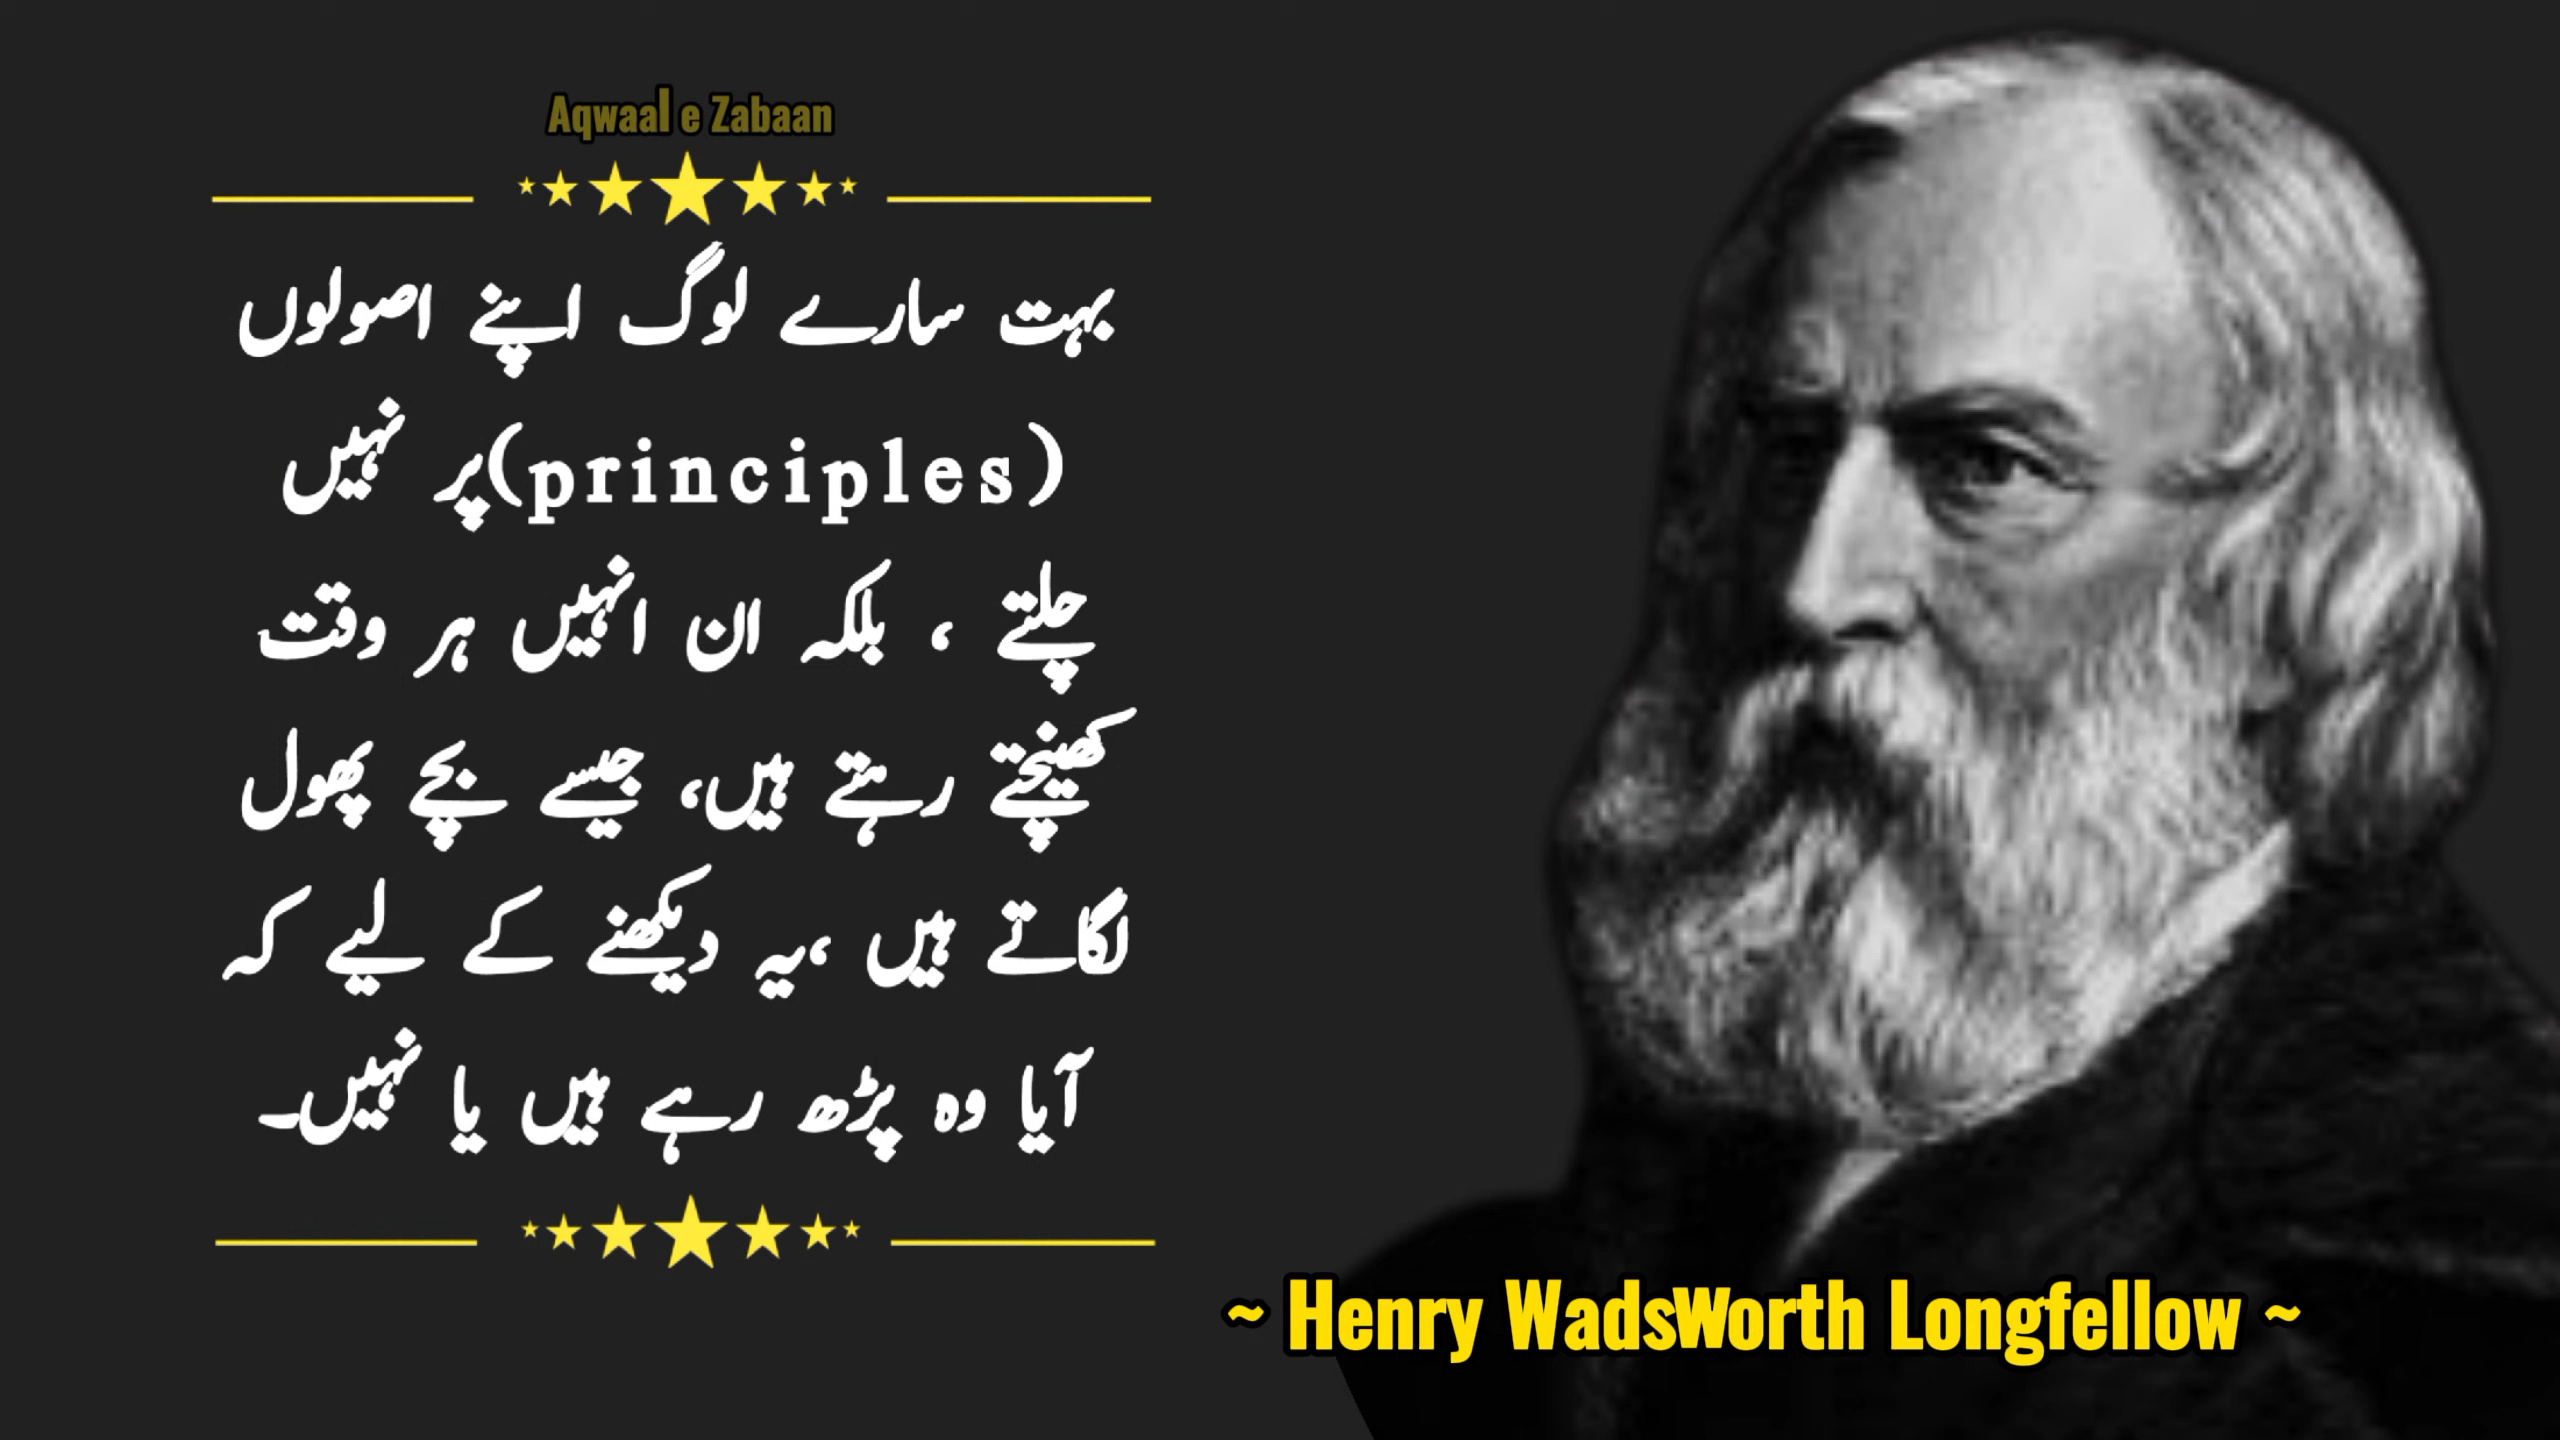 Aqwaal e Zabaan
بہت سارے لوگ اپنے اصولوں
(principles)پر نہیں
چلتے ، بلکہ ان انہیں ہر وقت
کھینچتے رہتے ہیں، جیسے بچے پھول
لگاتے ہیں ،یہ دیکھنے کے لیے کہ
آیا وہ پڑھ رہے ہیں یا نہیں۔
~ Henry WadsWorth Longfellow ~